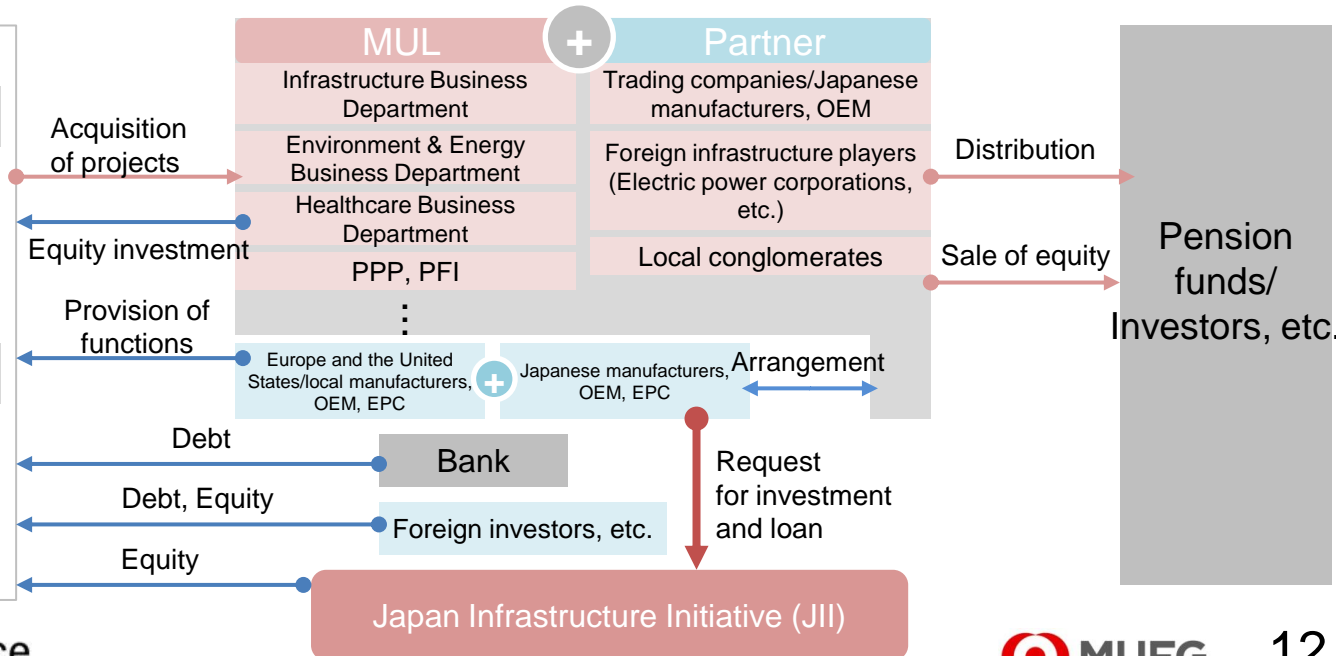 MUL
+
Partner
Infrastructure Business
Department
Environment & Energy
Business Department
Healthcare Business
Department
PPP, PFI
Trading companies/Japanese
manufacturers, OEM
Foreign infrastructure players
(Electric power corporations,
etc.)
Local conglomerates
Acquisition
of projects
Equity investment
Provision of
functions
Distribution
Sale of equity
Pension
funds/
Investors, etc.
Europe and the United
States/local manufacturers,
OEM, EPC
+
Japanese manufacturers,
OEM, EPC
Arrangement
Debt
Bank
Debt, Equity
Foreign investors, etc.
Equity
Request
for investment
and loan
Japan Infrastructure Initiative (JII)
MUFG
12